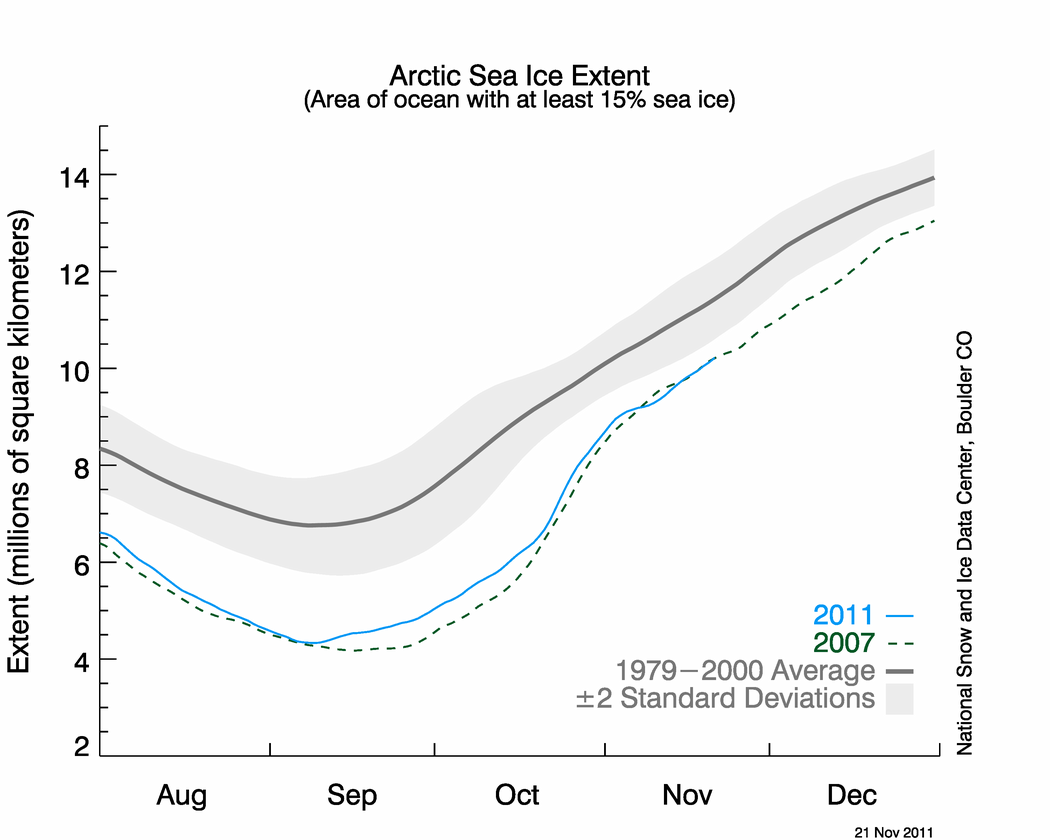 Arctic Sea Ice Extent
(Area of ocean with at least 15% sea ice)
Extent (millions of square kilometers)
14
12
10
8
6
4
2
Aug Sep Oct Nov Dec
2011
2007
1979−2000 Average
±2 Standard Deviations
National Snow and Ice Data Center, Boulder CO
21 Nov 2011